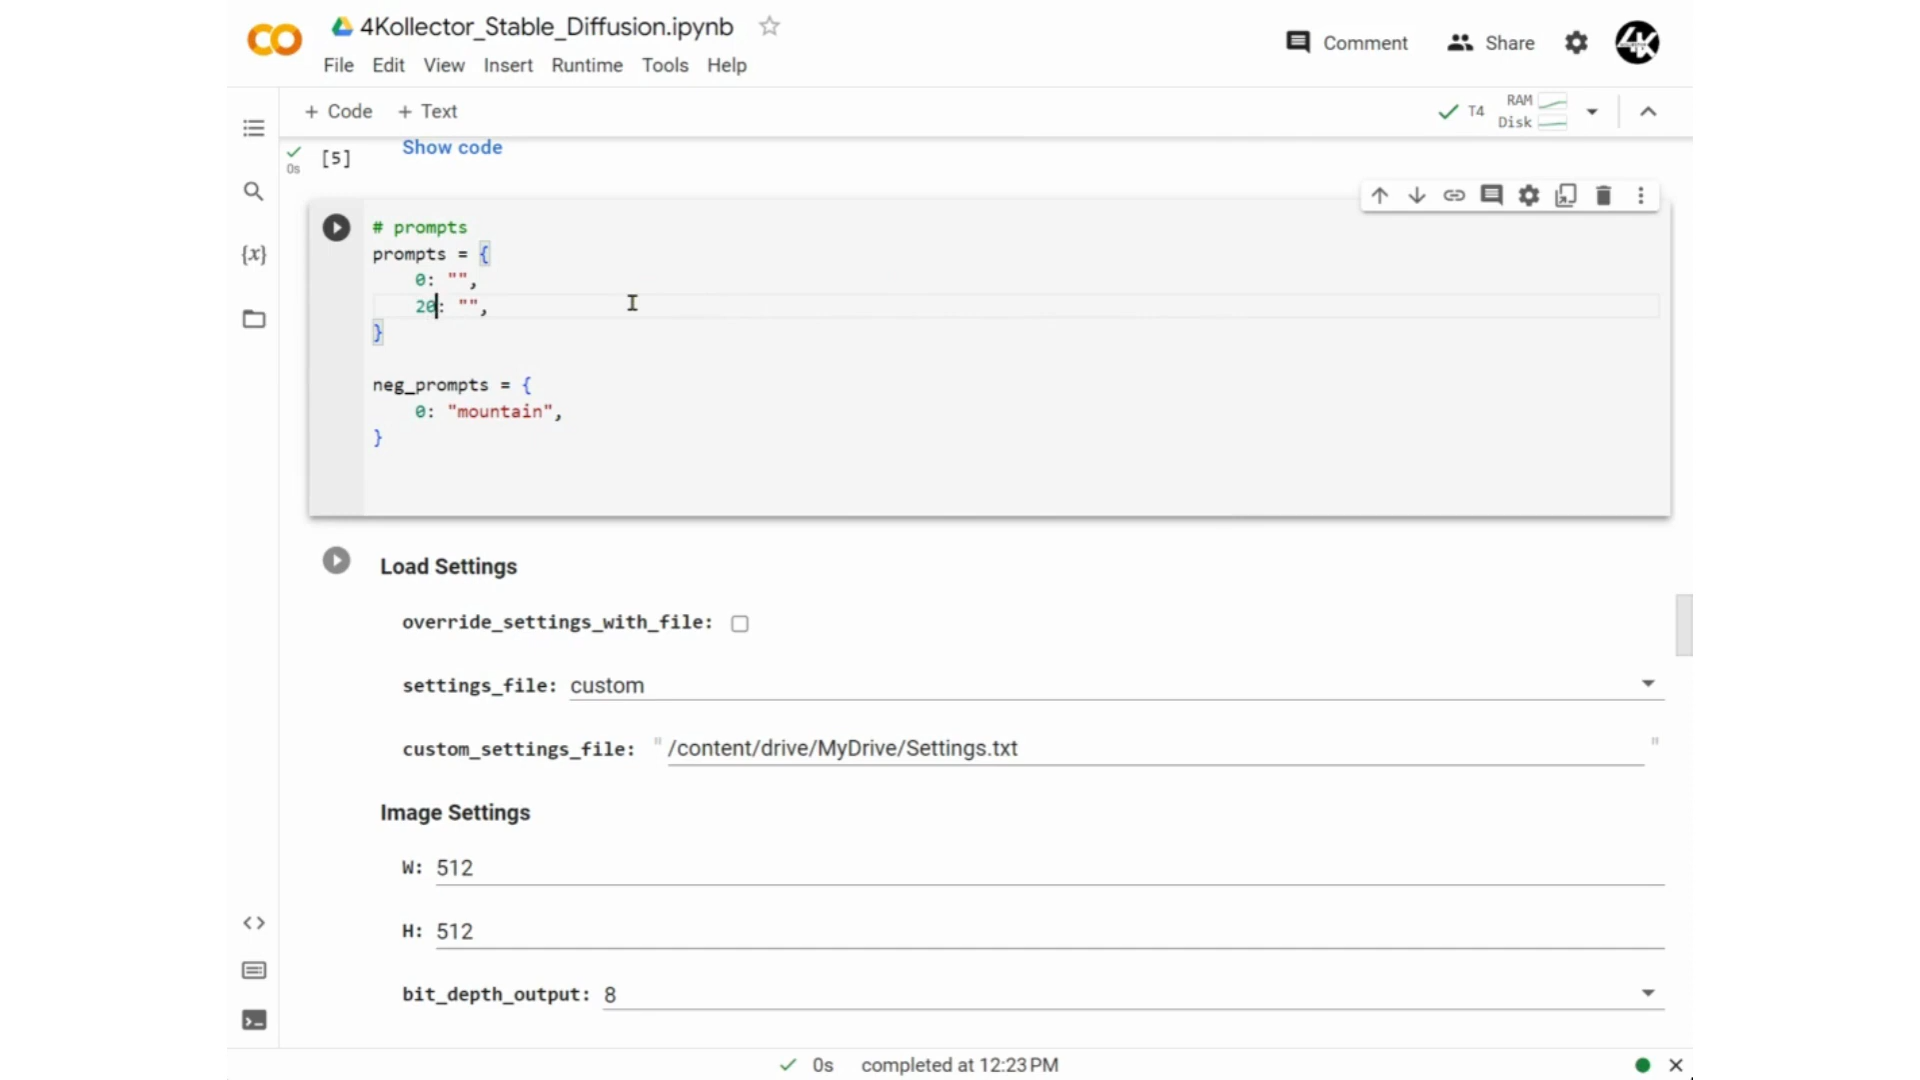 4Kollector_Stable_Diffusion.ipynb
Comment
Share
4K
File Edit View Insert Runtime Tools Help
+ Code + Text
T4
RAM
Disk
Show code
0s
[5]
{x}
# prompts
prompts = {
0: "",
20: "",
}
neg_prompts = {
0: "mountain",
}
Load Settings
override_settings_with_file:
settings_file: custom
custom_settings_file: " /content/drive/MyDrive/Settings.txt "
Image Settings
W: 512
H: 512
bit_depth_output: 8
0s completed at 12:23 PM